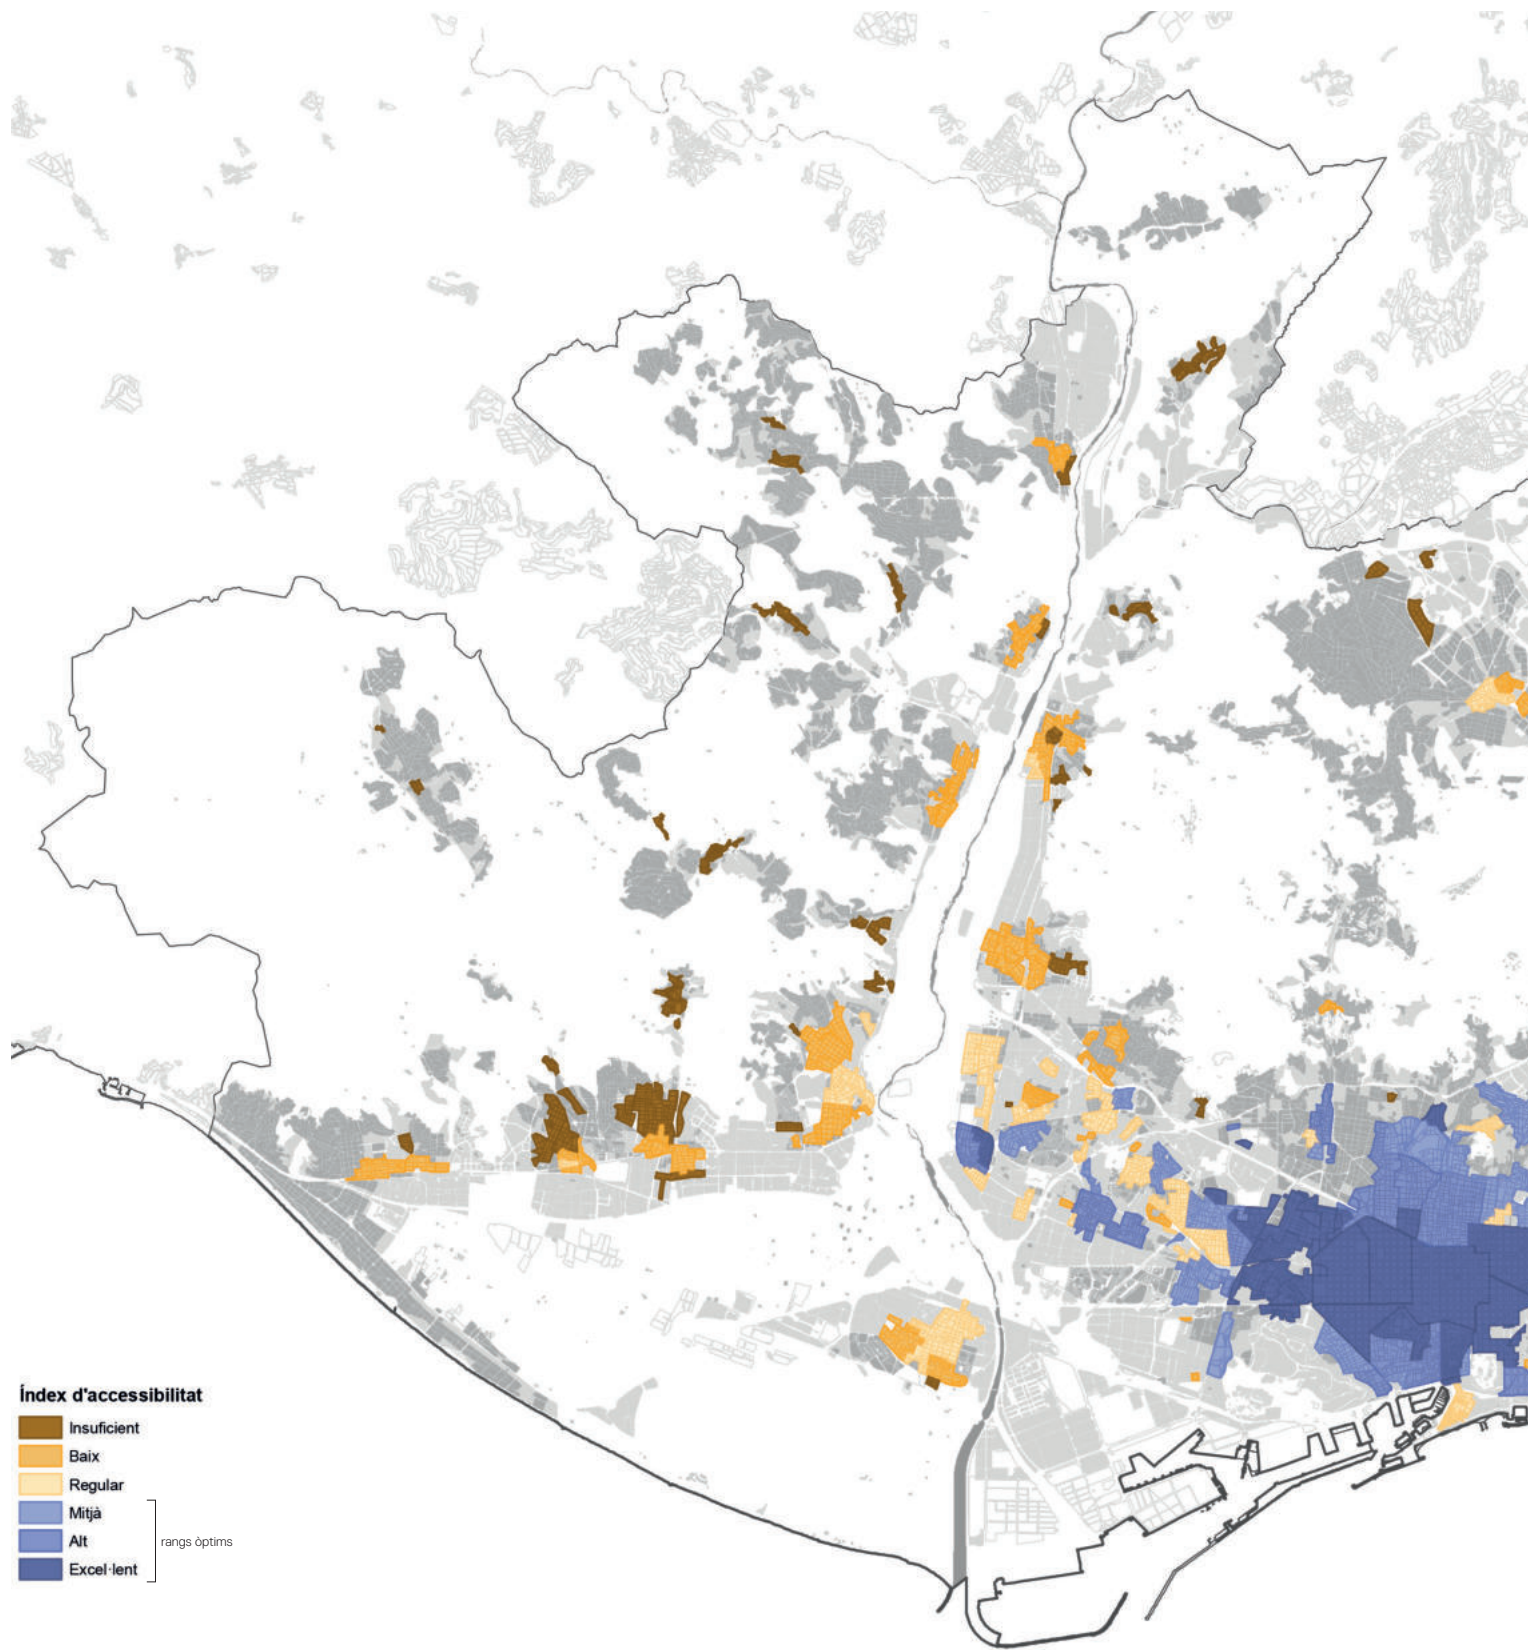 Índex d'accessibilitat
Insuficient
Baix
Regular
Mitjà
Alt
Excel·lent
rangs òptims